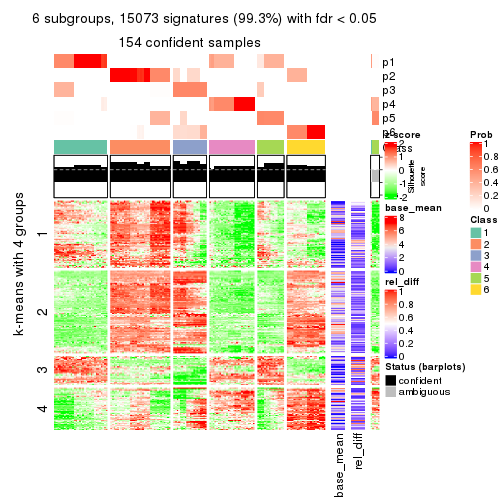 6 subgroups, 15073 signatures (99.3%) with fdr < 0.05
154 confident samples
p1
p2
p3
p4
p5
p6
Class
z-score
2
1
0
-1
-2
Silhouette
score
Prob
1
0.8
0.6
0.4
0.2
0
base_mean
8
6
4
2
0
Class
1
2
3
4
5
6
rel_diff
1
0.8
0.6
0.4
0.2
0
Status (barplots)
confident
ambiguous
k-means with 4 groups
1
2
3
4
base_mean
rel_diff